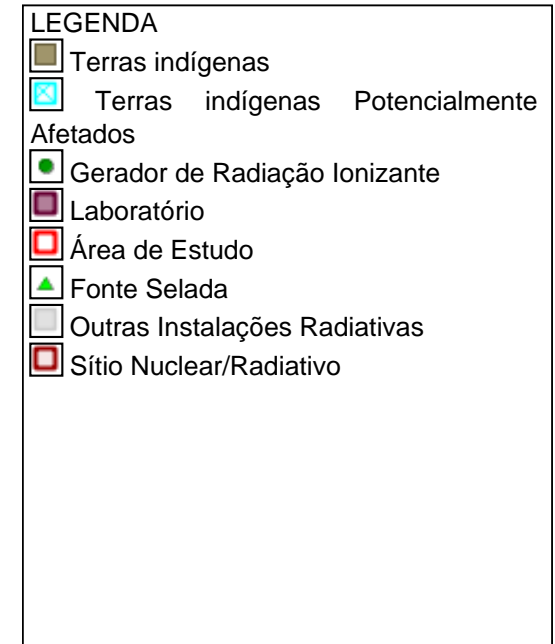 LEGENDA
Terras indígenas
Terras indígenas Potencialmente
Afetados
Gerador de Radiação Ionizante
Laboratório
Área de Estudo
Fonte Selada
Outras Instalações Radiativas
Sítio Nuclear/Radiativo